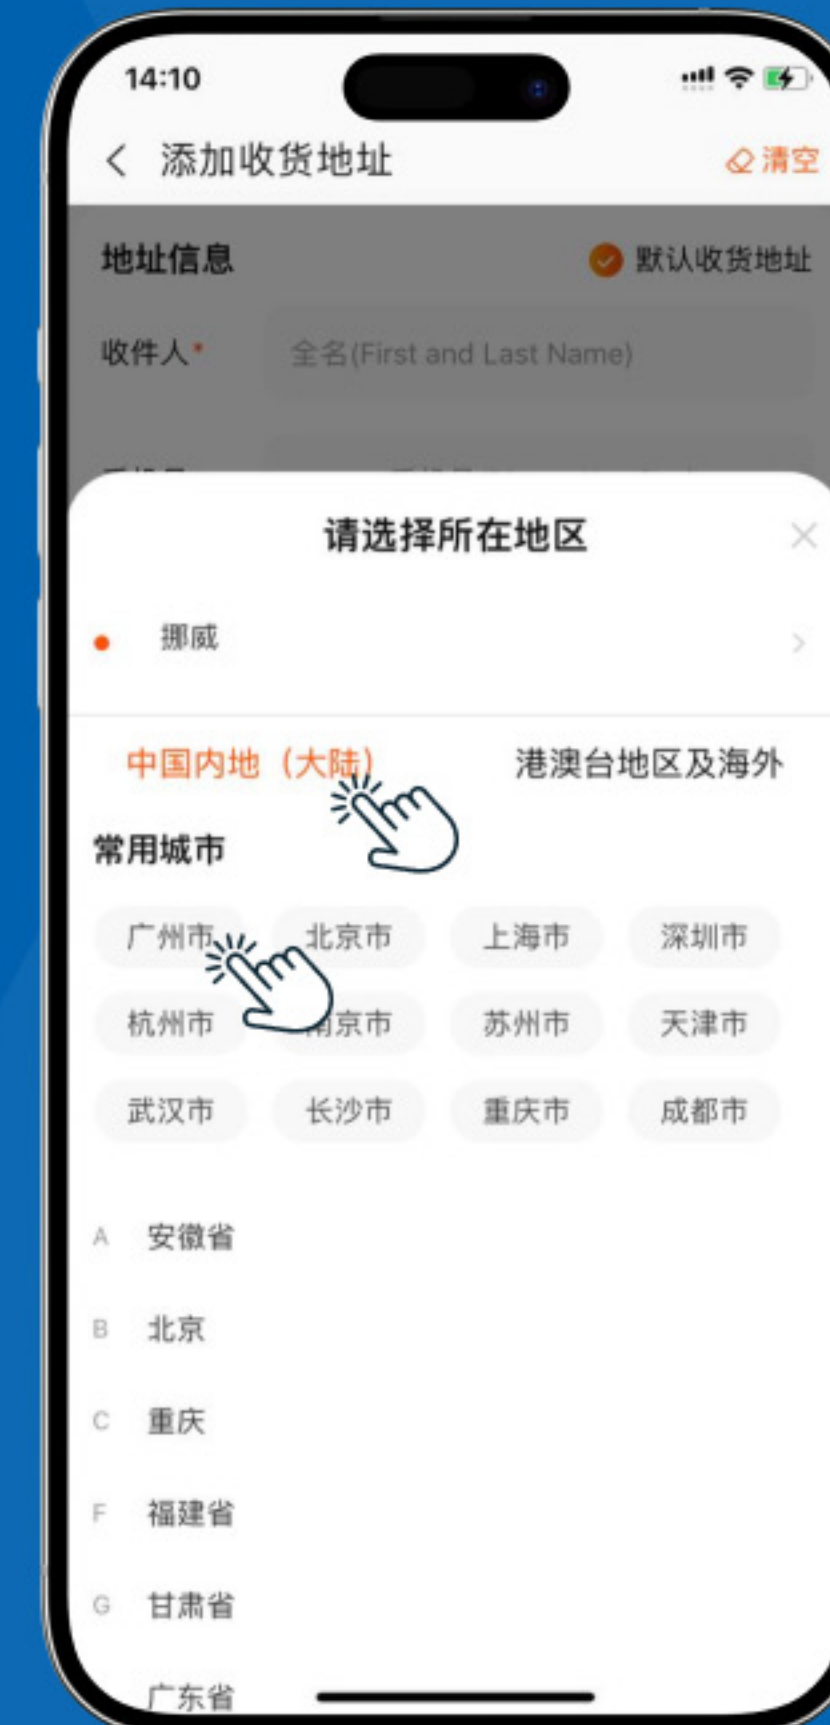 14:10
添加收货地址
清空
地址信息
默认收货地址
收件人*
全名(First and Last Name)
请选择所在地区
挪威
中国内地（大陆）
港澳台地区及海外
常用城市
广州市 北京市 上海市 深圳市
杭州市 南京市 苏州市 天津市
武汉市 长沙市 重庆市 成都市
A 安徽省
B 北京
C 重庆
F 福建省
G 甘肃省
广东省